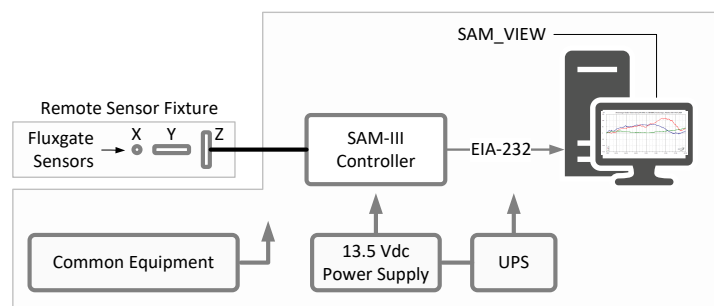 SAM_VIEW
Remote Sensor Fixture
X Y Z
Fluxgate
Sensors
SAM-III
Controller
EIA-232
Common Equipment
13.5 Vdc
Power Supply
UPS